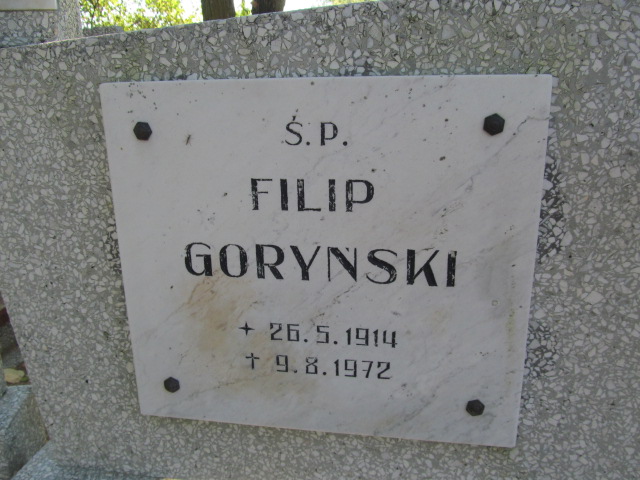 Ś.P.
FILIP
GORYŃSKI
+ 26.5.1914
† 9.8.1972